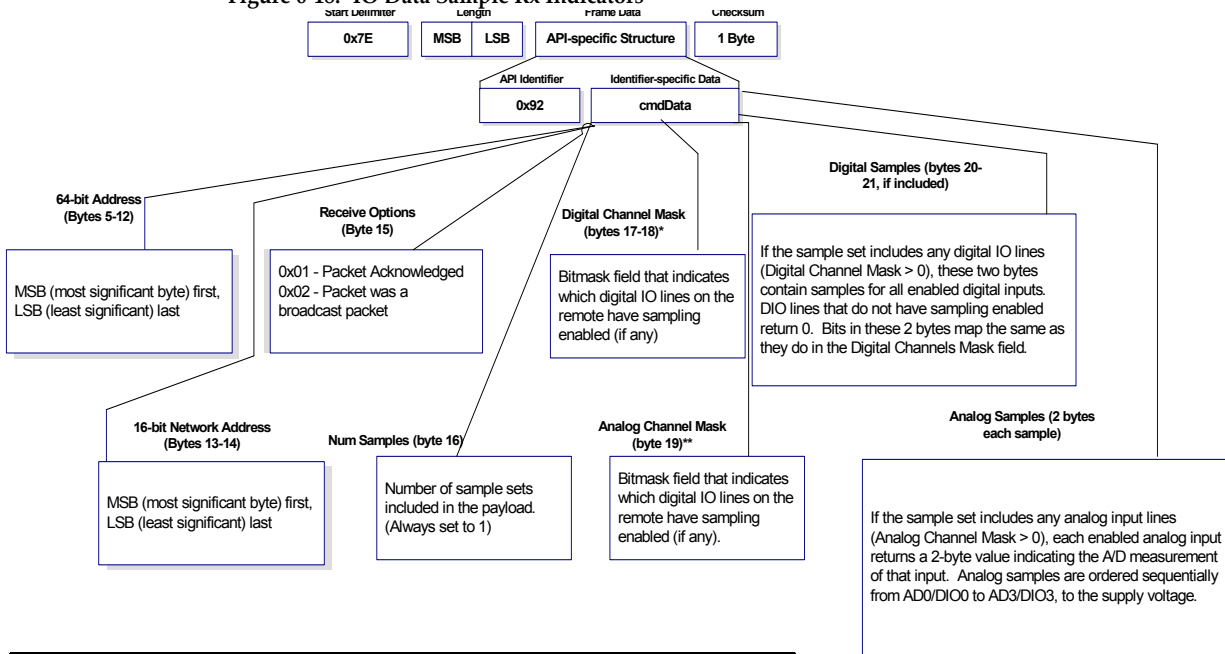 Figure 6-18. IO Data Sample Rx Indicators
Start Delimiter Length Frame Data Checksum
0x7E MSB LSB API-specific Structure 1 Byte
API Identifier Identifier-specific Data
0x92 cmdData
64-bit Address
(Bytes 5-12)
MSB (most significant byte) first,
LSB (least significant) last
Receive Options
(Byte 15)
0x01 - Packet Acknowledged
0x02 - Packet was a
broadcast packet
Digital Channel Mask
(bytes 17-18)*
Bitmask field that indicates
which digital IO lines on the
remote have sampling
enabled (if any)
Digital Samples (bytes 20-
21, if included)
If the sample set includes any digital IO lines
(Digital Channel Mask > 0), these two bytes
contain samples for all enabled digital inputs.
DIO lines that do not have sampling enabled
return 0. Bits in these 2 bytes map the same as
they do in the Digital Channels Mask field.
16-bit Network Address
(Bytes 13-14)
MSB (most significant byte) first,
LSB (least significant) last
Num Samples (byte 16)
Number of sample sets
included in the payload.
(Always set to 1)
Analog Channel Mask
(byte 19)**
Bitmask field that indicates
which digital IO lines on the
remote have sampling
enabled (if any).
Analog Samples (2 bytes
each sample)
If the sample set includes any analog input lines
(Analog Channel Mask > 0), each enabled analog input
returns a 2-byte value indicating the A/D measurement
of that input. Analog samples are ordered sequentially
from AD0/DIO0 to AD3/DIO3, to the supply voltage.